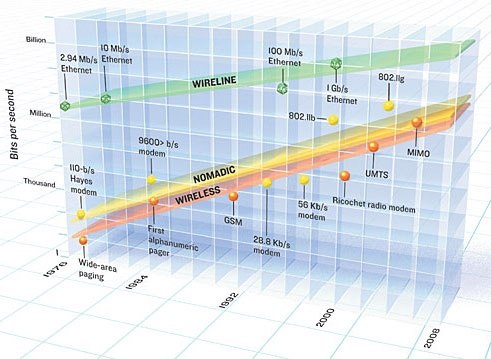 Bits per second
Billion
Million
Thousand
1
2.94 Mb/s
Ethernet
10 Mb/s
Ethernet
100 Mb/s
Ethernet
1 Gb/s
Ethernet
802.11g
802.11b
WIRELINE
110-b/s
Hayes
modem
9600> b/s
modem
NOMADIC
WIRELESS
MIMO
UMTS
Ricochet radio modem
56 Kb/s
modem
28.8 Kb/s
modem
GSM
First
alphanumeric
pager
Wide-area
paging
1970
1984
1992
2000
2008